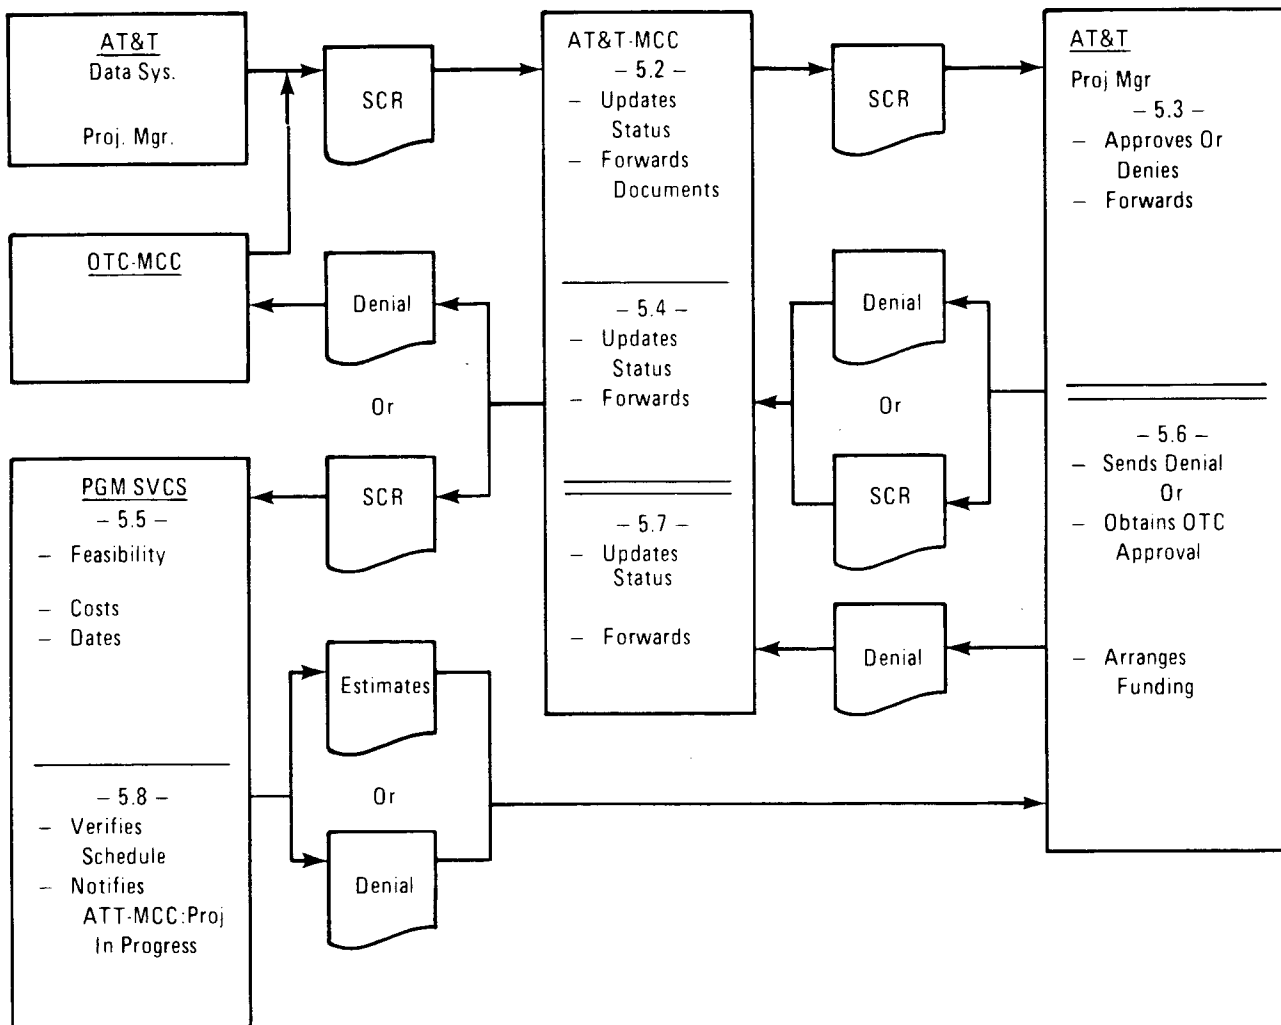 AT&T
Data Sys.
Proj. Mgr.
SCR
AT&T-MCC
– 5.2 –
– Updates
Status
– Forwards
Documents
SCR
AT&T
Proj Mgr
– 5.3 –
– Approves Or
Denies
– Forwards
OTC-MCC
Denial
Or
SCR
– 5.4 –
– Updates
Status
– Forwards
Denial
Or
SCR
– 5.6 –
– Sends Denial
Or
– Obtains OTC
Approval
– Arranges
Funding
PGM SVCS
– 5.5 –
– Feasibility
– Costs
– Dates
– 5.7 –
– Updates
Status
– Forwards
Denial
Estimates
Or
Denial
– 5.8 –
– Verifies
Schedule
– Notifies
ATT-MCC:Proj
In Progress